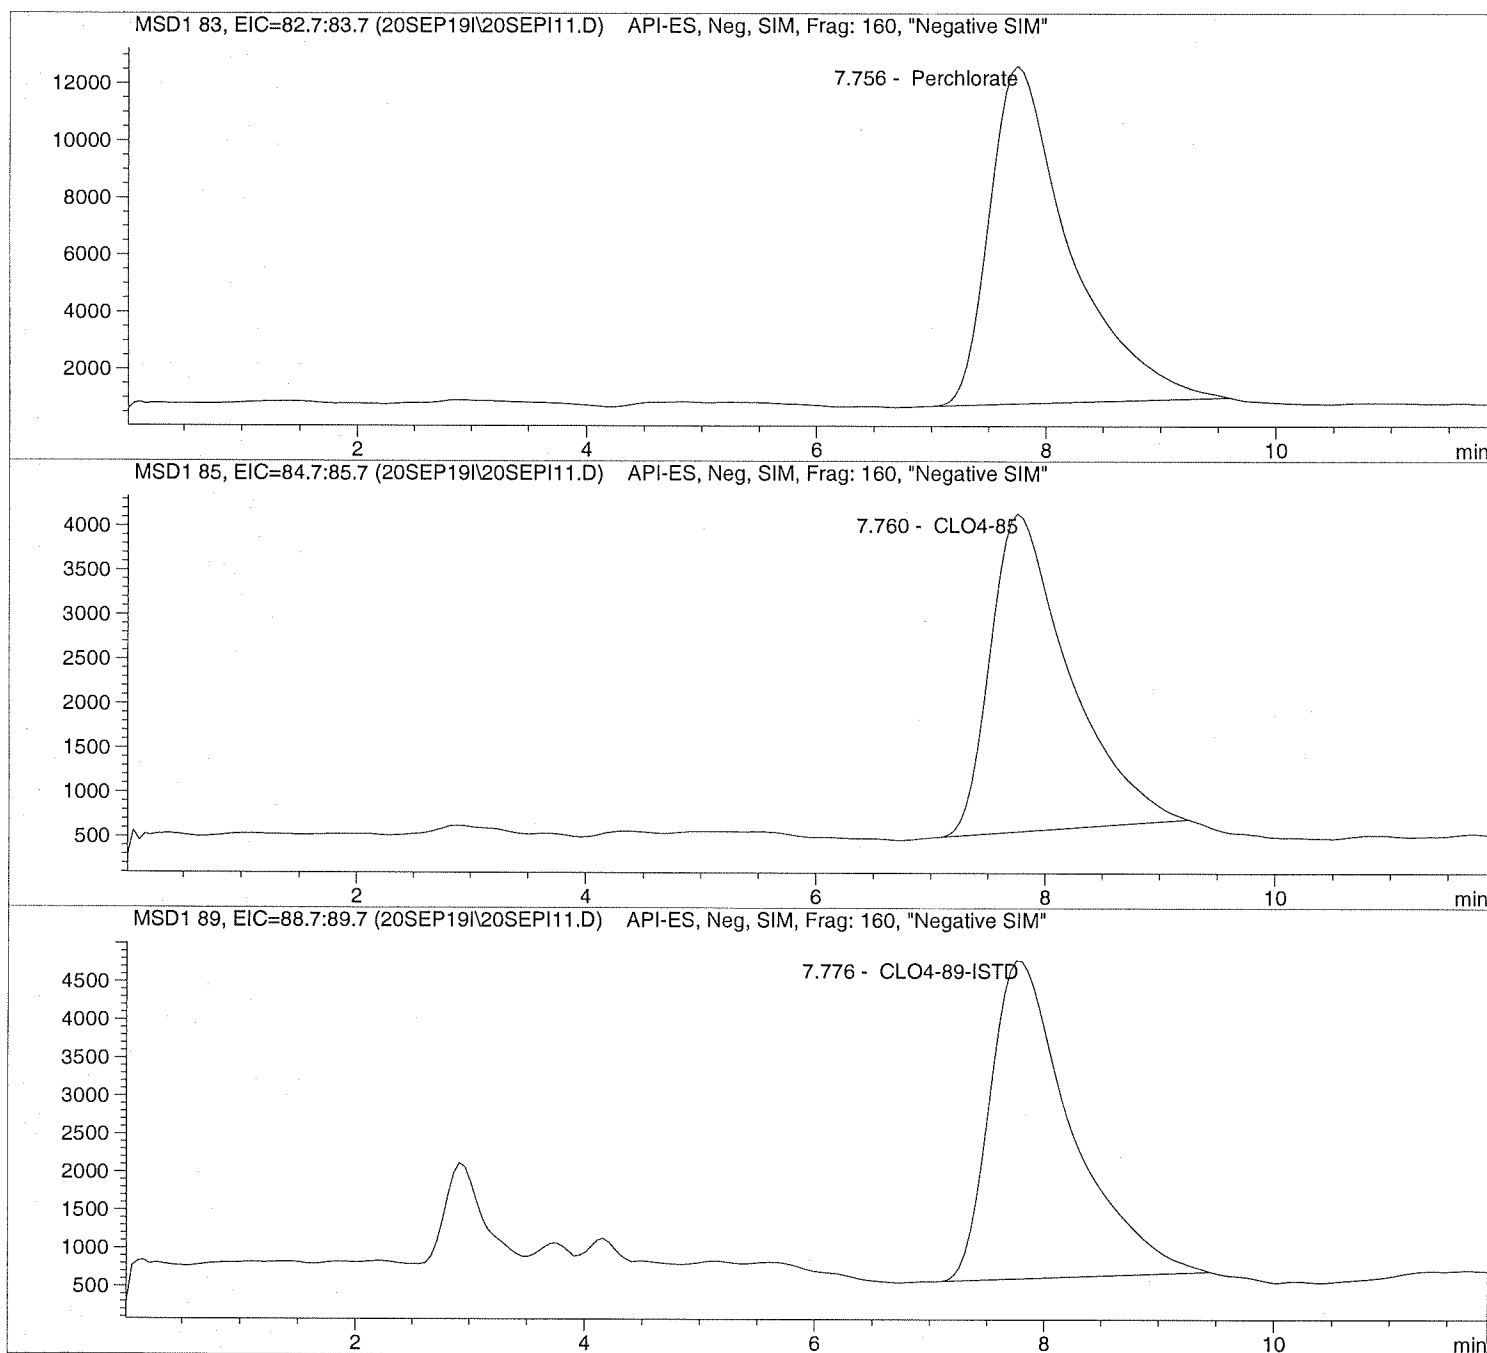 MSD1 83, EIC=82.7:83.7 (20SEP19I\20SEPI11.D) API-ES, Neg, SIM, Frag: 160, "Negative SIM"
7.756 - Perchlorate
12000
10000
8000
6000
4000
2000
2 4 6 8 10 min
MSD1 85, EIC=84.7:85.7 (20SEP19I\20SEPI11.D) API-ES, Neg, SIM, Frag: 160, "Negative SIM"
7.760 - CLO4-85
4000
3500
3000
2500
2000
1500
1000
500
2 4 6 8 10 min
MSD1 89, EIC=88.7:89.7 (20SEP19I\20SEPI11.D) API-ES, Neg, SIM, Frag: 160, "Negative SIM"
7.776 - CLO4-89-ISTD
4500
4000
3500
3000
2500
2000
1500
1000
500
2 4 6 8 10 min